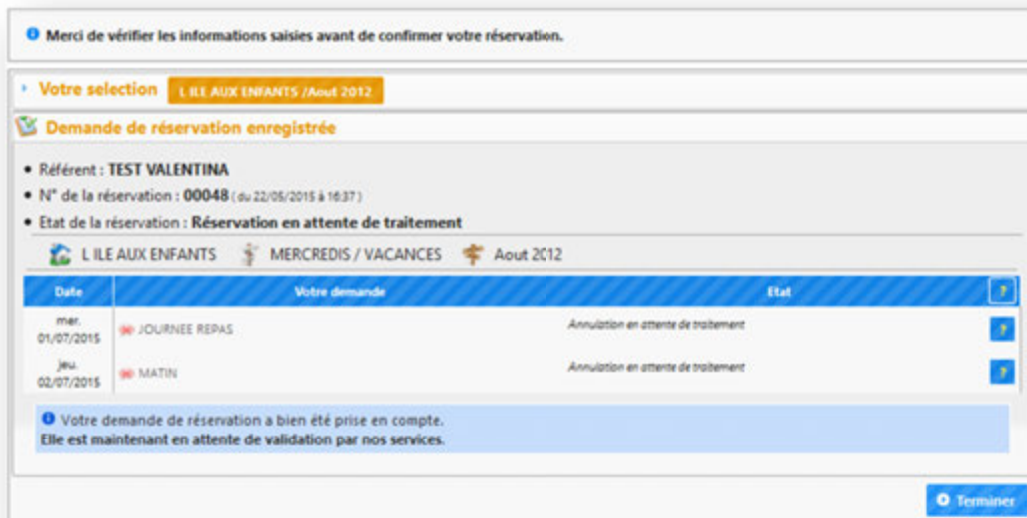 Merci de vérifier les informations saisies avant de confirmer votre réservation.
Votre selection L ILE AUX ENFANTS /Aout 2012
Demande de réservation enregistrée
• Référent : TEST VALENTINA
• N° de la réservation : 00048 ( du 22/05/2015 à 16:37 )
• Etat de la réservation : Réservation en attente de traitement
L ILE AUX ENFANTS MERCREDIS / VACANCES Aout 2012
Date Votre demande Etat ?
mer. 01/07/2015 JOURNEE REPAS Annulation en attente de traitement ?
jeu. 02/07/2015 MATIN Annulation en attente de traitement ?
Votre demande de réservation a bien été prise en compte.
Elle est maintenant en attente de validation par nos services.
Terminer